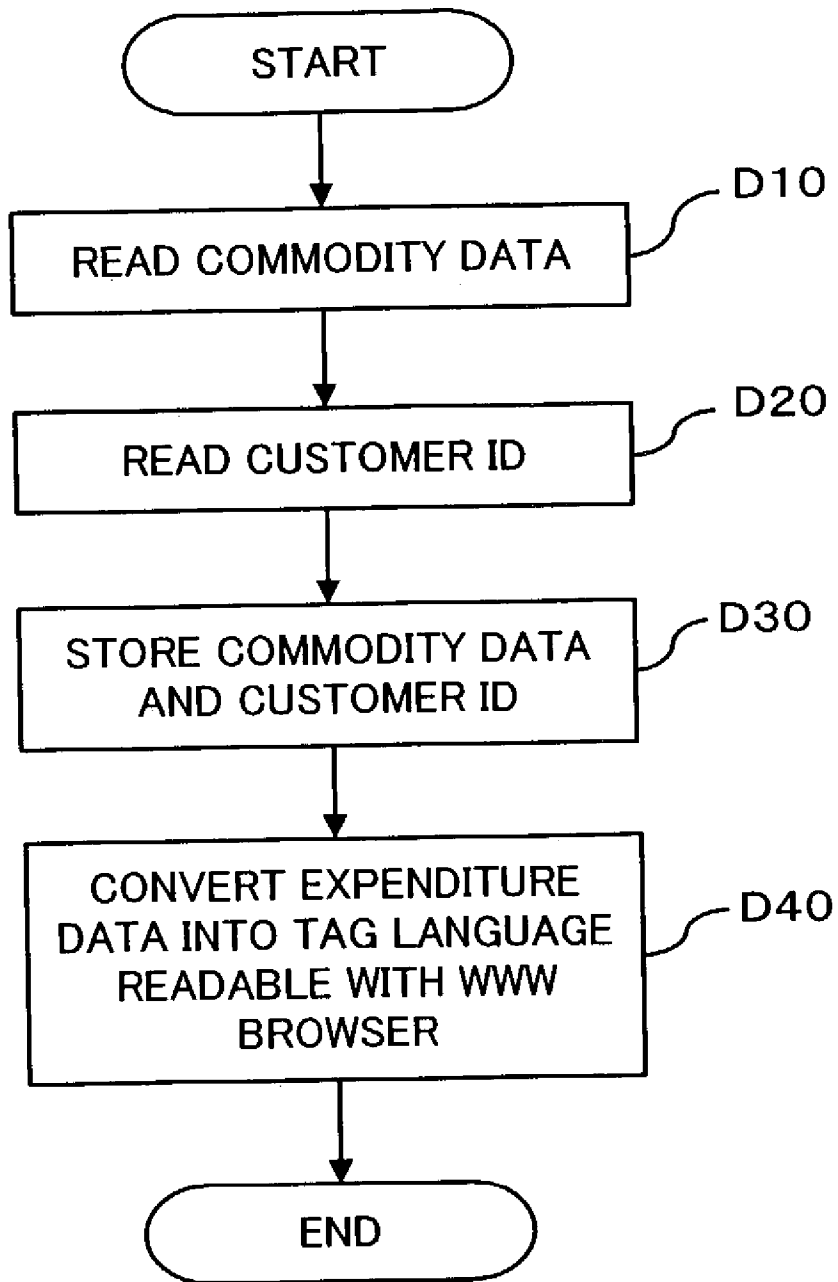 START
D10
READ COMMODITY DATA
D20
READ CUSTOMER ID
D30
STORE COMMODITY DATA
AND CUSTOMER ID
CONVERT EXPENDITURE
D40
DATA INTO TAG LANGUAGE
READABLE WITH WWW
BROWSER
END